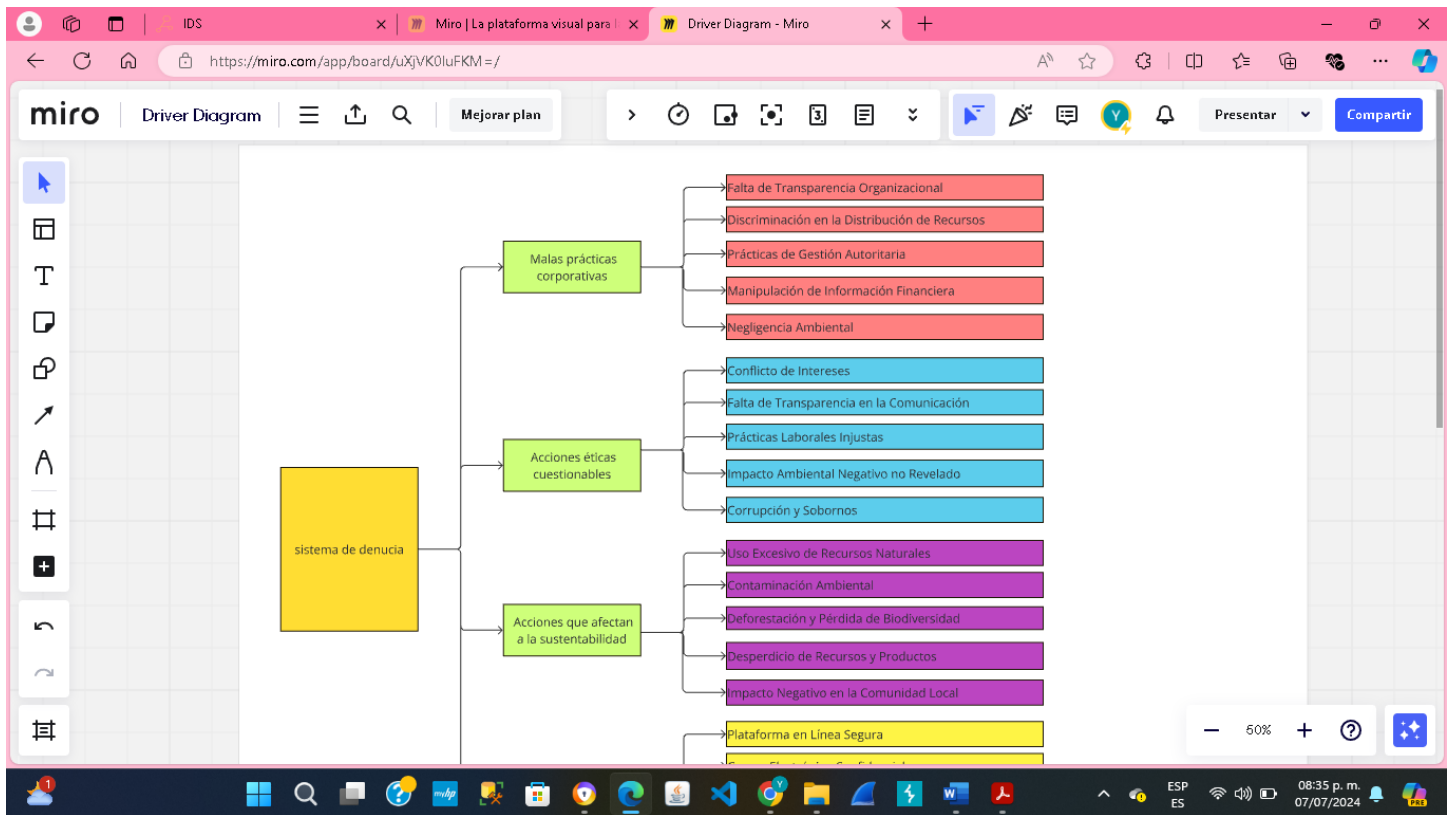 IDS
Miro | La plataforma visual para l
Driver Diagram - Miro
https://miro.com/app/board/uXjVK0IuFKM=/
miro
Driver Diagram
Mejorar plan
3
Y
Presentar
Compartir
Falta de Transparencia Organizacional
Discriminación en la Distribución de Recursos
Malas prácticas
corporativas
Prácticas de Gestión Autoritaria
Manipulación de Información Financiera
Negligencia Ambiental
Conflicto de Intereses
Falta de Transparencia en la Comunicación
Prácticas Laborales Injustas
Acciones éticas
cuestionables
Impacto Ambiental Negativo no Revelado
Corrupción y Sobornos
sistema de denucia
Uso Excesivo de Recursos Naturales
Contaminación Ambiental
Deforestación y Pérdida de Biodiversidad
Acciones que afectan
a la sustentabilidad
Desperdicio de Recursos y Productos
Impacto Negativo en la Comunidad Local
Plataforma en Línea Segura
60%
1
ESP
ES
08:35 p. m.
07/07/2024
PRE